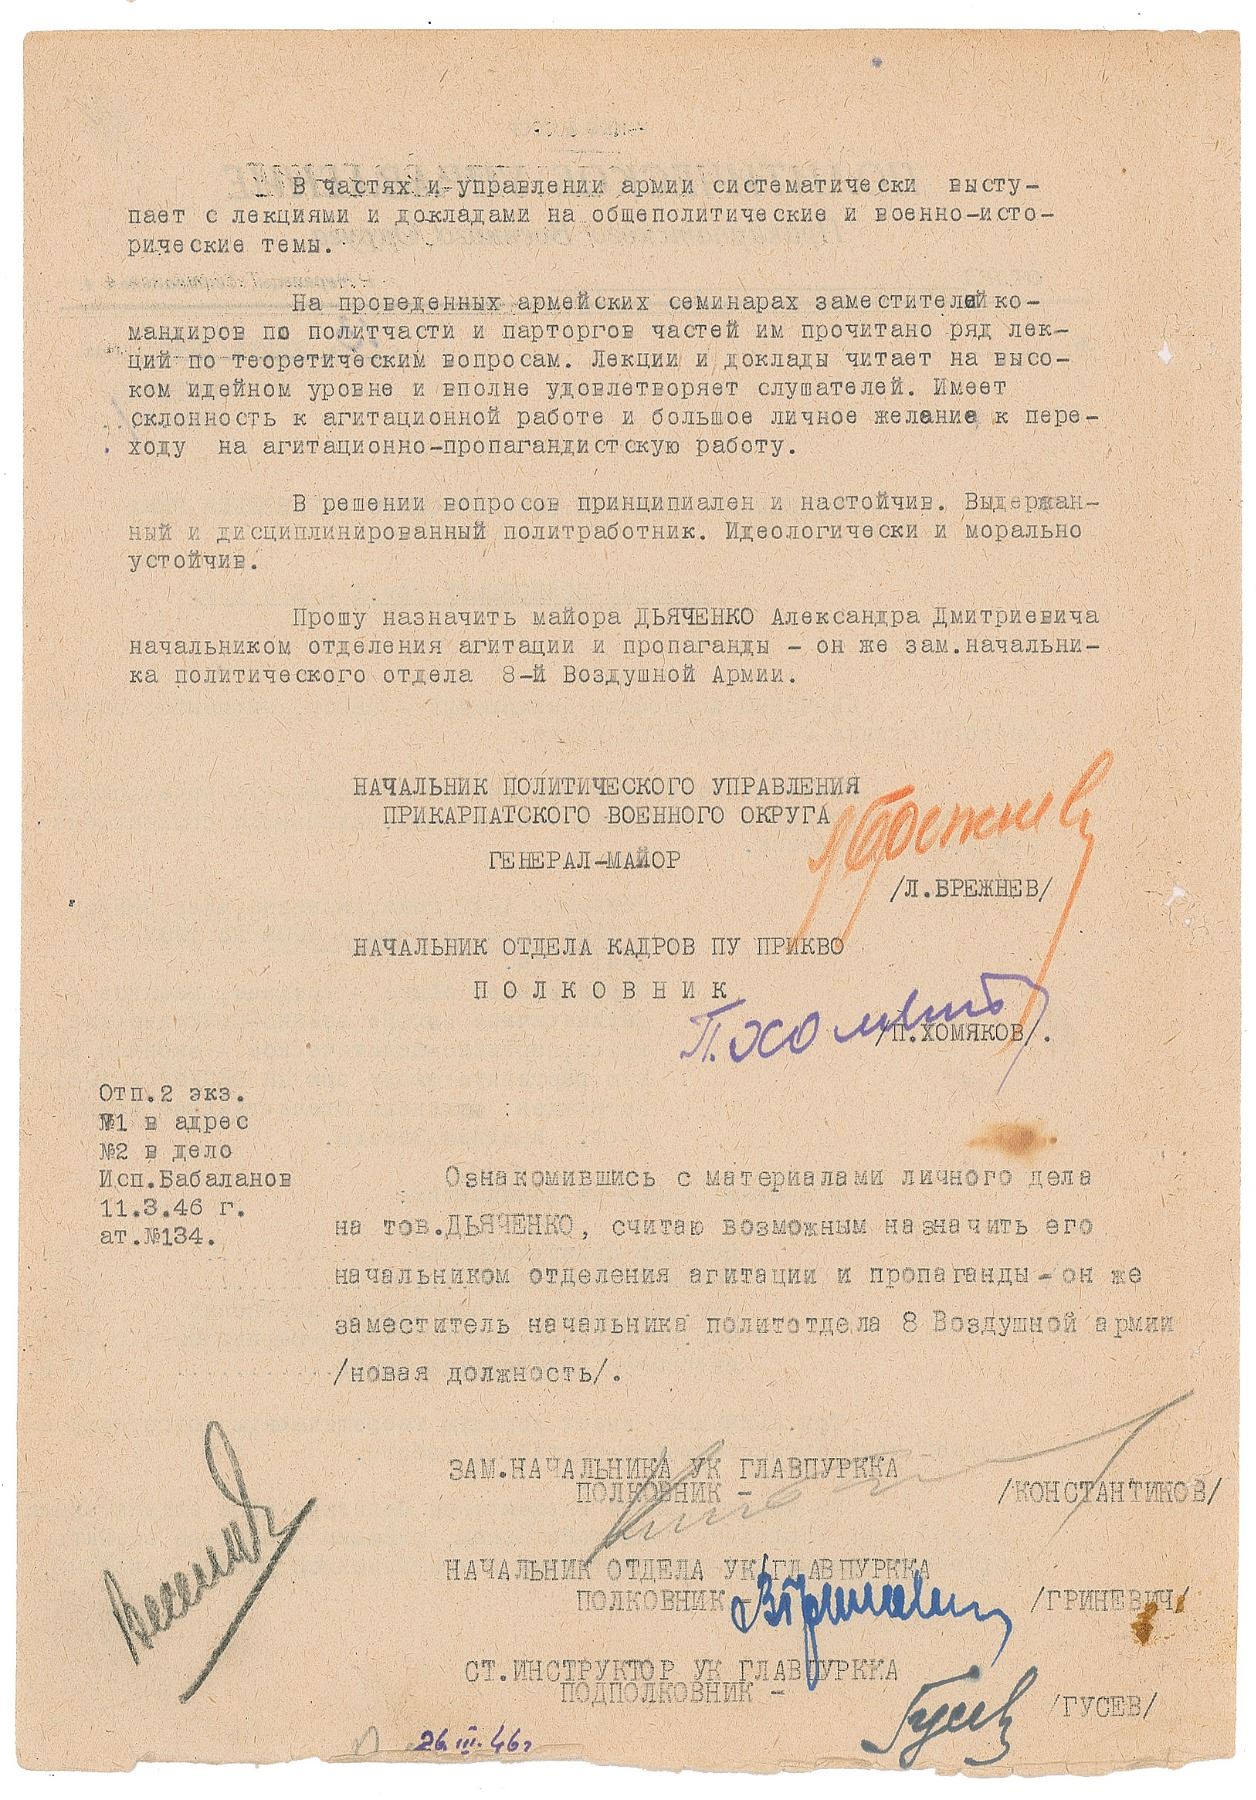 В частях и управлении армии систематически высту-
пает с лекциями и докладами на общеполитические и военно-исто-
рические темы.
На проведенных армейских семинарах заместителей ко-
мандиров по политчасти и парторгов частей им прочитано ряд лек-
ций по теоретическим вопросам. Лекции и доклады читает на высо-
ком идейном уровне и вполне удовлетворяет слушателей. Имеет
склонность к агитационной работе и большое личное желание к пере-
ходу на агитационно-пропагандистскую работу.
В решении вопросов принципиален и настойчив. Выдержан-
ный и дисциплинированный политработник. Идеологически и морально
устойчив.
Прошу назначить майора ДЬЯЧЕНКО Александра Дмитриевича
начальником отделения агитации и пропаганды - он же зам.начальни-
ка политического отдела 8-й Воздушной Армии.
НАЧАЛЬНИК ПОЛИТИЧЕСКОГО УПРАВЛЕНИЯ
ПРИКАРПАТСКОГО ВОЕННОГО ОКРУГА
ГЕНЕРАЛ-МАЙОР
Л Брежнев
/Л.БРЕЖНЕВ/
НАЧАЛЬНИК ОТДЕЛА КАДРОВ ПУ ПРИКВО
ПОЛКОВНИК
П. Хомяков
/П.ХОМЯКОВ/.
Отп.2 экз.
№1 в адрес
№2 в дело
Исп.Бабаланов
11.3.46 г.
ат.№134.
Ознакомившись с материалами личного дела
на тов.ДЬЯЧЕНКО, считаю возможным назначить его
начальником отделения агитации и пропаганды - он же
заместитель начальника политотдела 8 Воздушной армии
/новая должность/.
ЗАМ.НАЧАЛЬНИКА УК ГЛАВПУРККА
ПОЛКОВНИК -
/КОНСТАНТИКОВ/
НАЧАЛЬНИК ОТДЕЛА УК ГЛАВПУРККА
ПОЛКОВНИК -
/ГРИНЕВИЧ/
СТ.ИНСТРУКТОР УК ГЛАВПУРККА
ПОДПОЛКОВНИК -
Гусев
/ГУСЕВ/
26.III.46г